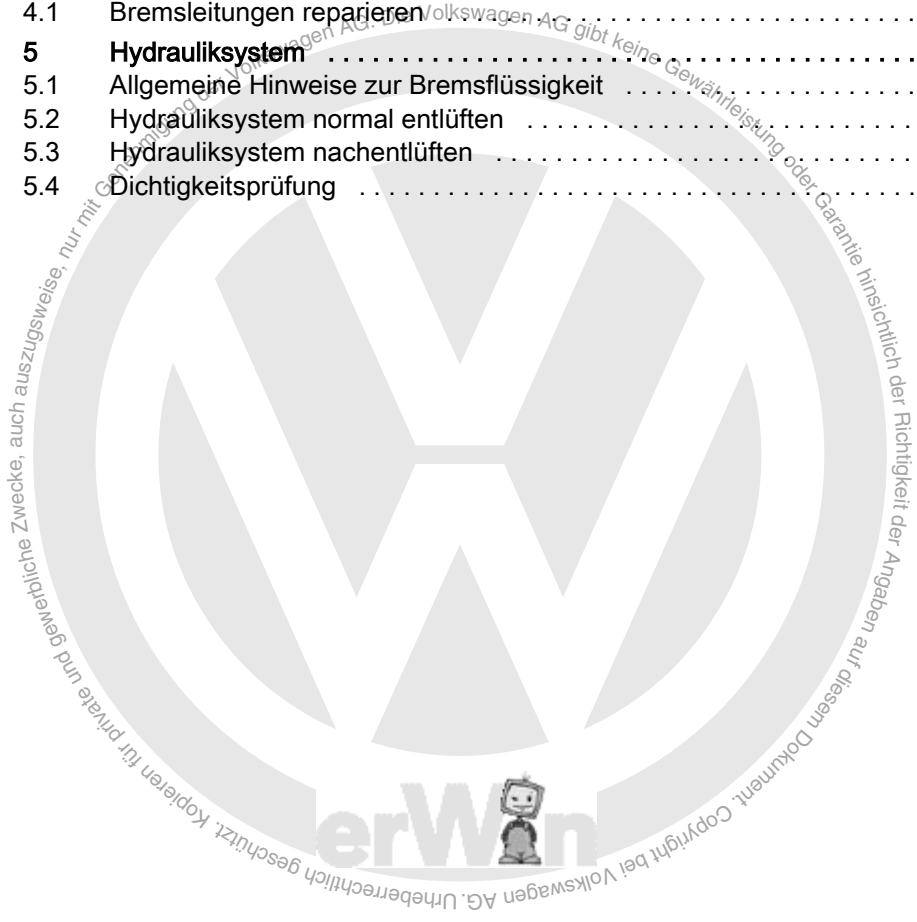 4.1 Bremsleitungen reparieren . . . . . . . . . . . . . . . . . . . . . . . . . . . . . .
5 Hydrauliksystem . . . . . . . . . . . . . . . . . . . . . . . . . . . . . . . . . . . . .
5.1 Allgemeine Hinweise zur Bremsflüssigkeit . . . . . . . . . . . . . . . . . . .
5.2 Hydrauliksystem normal entlüften . . . . . . . . . . . . . . . . . . . . . . . . .
5.3 Hydrauliksystem nachentlüften . . . . . . . . . . . . . . . . . . . . . . . . . . .
5.4 Dichtigkeitsprüfung . . . . . . . . . . . . . . . . . . . . . . . . . . . . . . . . . . . .
Urheberrechtlich geschützt. Kopieren für private und gewerbliche Zwecke, auch auszugsweise, nur mit Genehmigung der Volkswagen AG. Die Volkswagen AG gibt keine Gewährleistung oder Garantie hinsichtlich der Richtigkeit der Angaben auf diesem Dokument. Copyright bei Volkswagen AG.
erWin